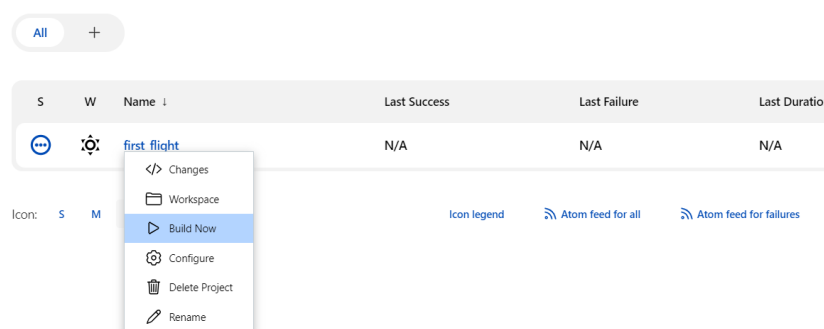 All
S W Name ↓ Last Success Last Failure Last Duratio
first_flight N/A N/A N/A
Changes
Workspace
Icon: S M Icon legend Atom feed for all Atom feed for failures
Build Now
Configure
Delete Project
Rename